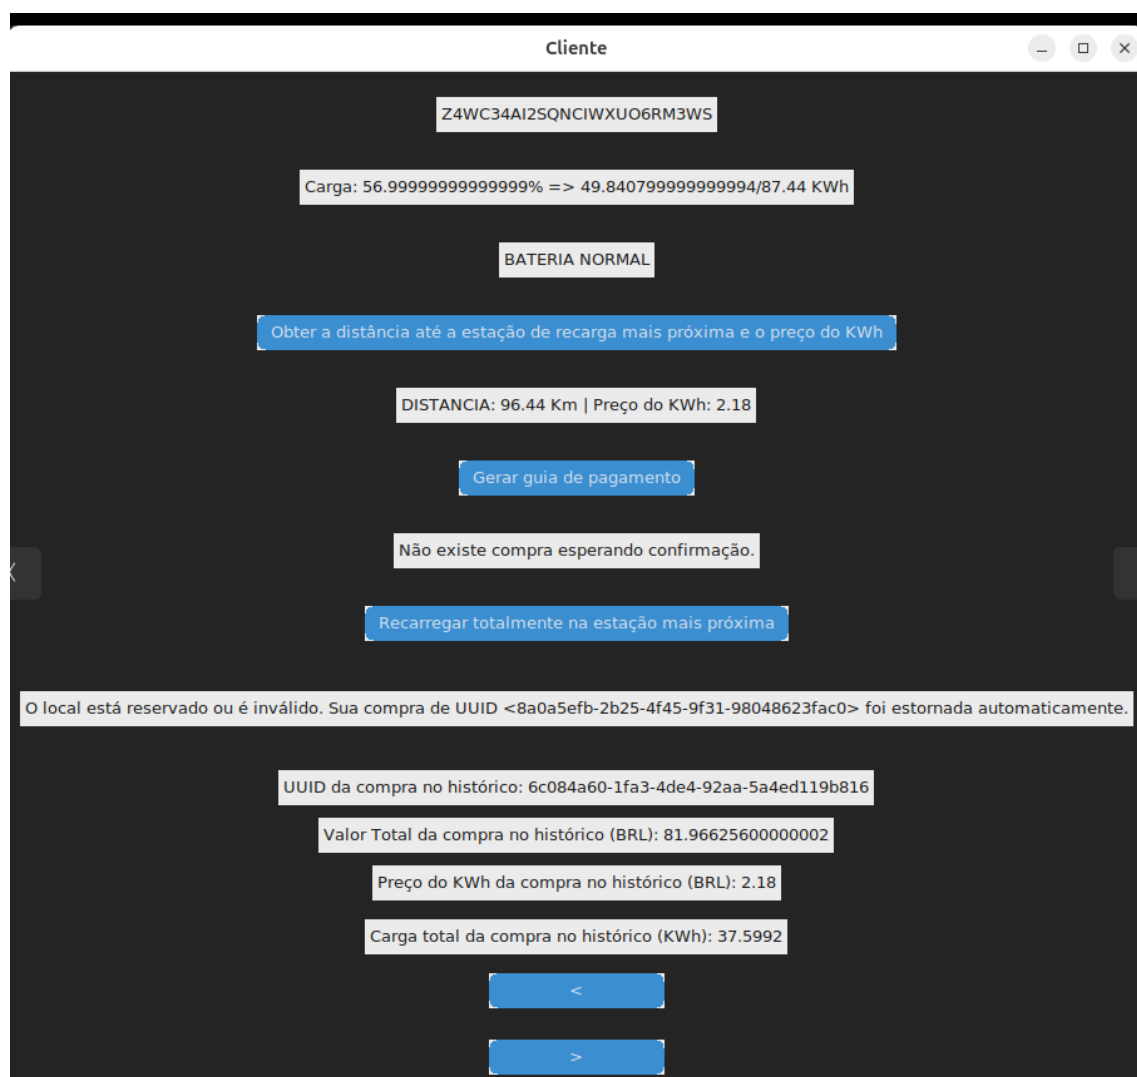 Cliente
Z4WC34AI2SQNCIWXUO6RM3WS
Carga: 56.99999999999999% => 49.840799999999994/87.44 KWh
BATERIA NORMAL
Obter a distância até a estação de recarga mais próxima e o preço do KWh
DISTANCIA: 96.44 Km | Preço do KWh: 2.18
Gerar guia de pagamento
Não existe compra esperando confirmação.
Recarregar totalmente na estação mais próxima
O local está reservado ou é inválido. Sua compra de UUID <8a0a5efb-2b25-4f45-9f31-98048623fac0> foi estornada automaticamente.
UUID da compra no histórico: 6c084a60-1fa3-4de4-92aa-5a4ed119b816
Valor Total da compra no histórico (BRL): 81.96625600000002
Preço do KWh da compra no histórico (BRL): 2.18
Carga total da compra no histórico (KWh): 37.5992
<
>